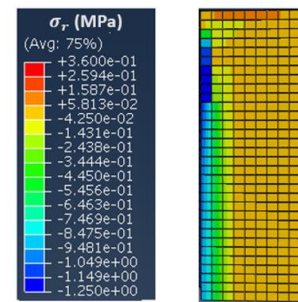 σr (MPa)
(Avg: 75%)
+3.600e-01
+2.594e-01
+1.587e-01
+5.813e-02
-4.250e-02
-1.431e-01
-2.438e-01
-3.444e-01
-4.450e-01
-5.456e-01
-6.463e-01
-7.469e-01
-8.475e-01
-9.481e-01
-1.049e+00
-1.149e+00
-1.250e+00